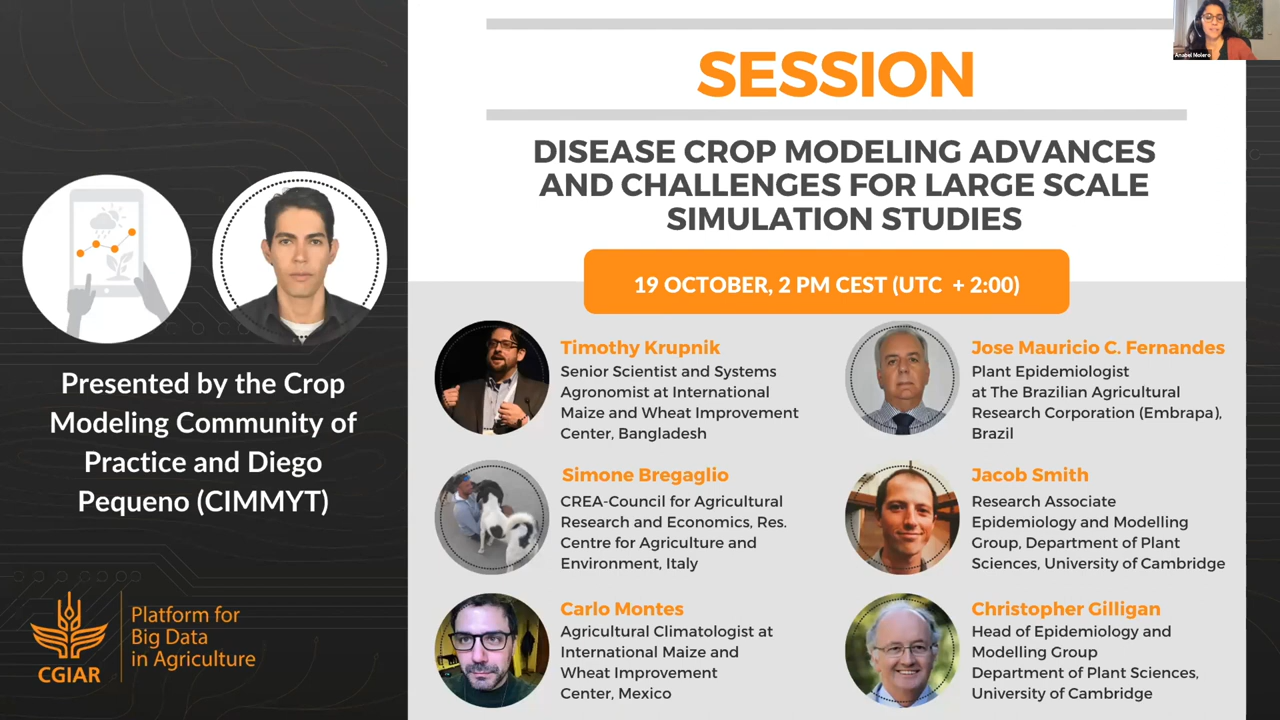 Presented by the Crop
Modeling Community of
Practice and Diego
Pequeno (CIMMYT)
CGIAR
Platform for
Big Data
in Agriculture
SESSION
DISEASE CROP MODELING ADVANCES
AND CHALLENGES FOR LARGE SCALE
SIMULATION STUDIES
19 OCTOBER, 2 PM CEST (UTC + 2:00)
Timothy Krupnik
Senior Scientist and Systems
Agronomist at International
Maize and Wheat Improvement
Center, Bangladesh
Jose Mauricio C. Fernandes
Plant Epidemiologist
at The Brazilian Agricultural
Research Corporation (Embrapa),
Brazil
Simone Bregaglio
CREA-Council for Agricultural
Research and Economics, Res.
Centre for Agriculture and
Environment, Italy
Jacob Smith
Research Associate
Epidemiology and Modelling
Group, Department of Plant
Sciences, University of Cambridge
Carlo Montes
Agricultural Climatologist at
International Maize and
Wheat Improvement
Center, Mexico
Christopher Gilligan
Head of Epidemiology and
Modelling Group
Department of Plant Sciences,
University of Cambridge
Anabel Molero